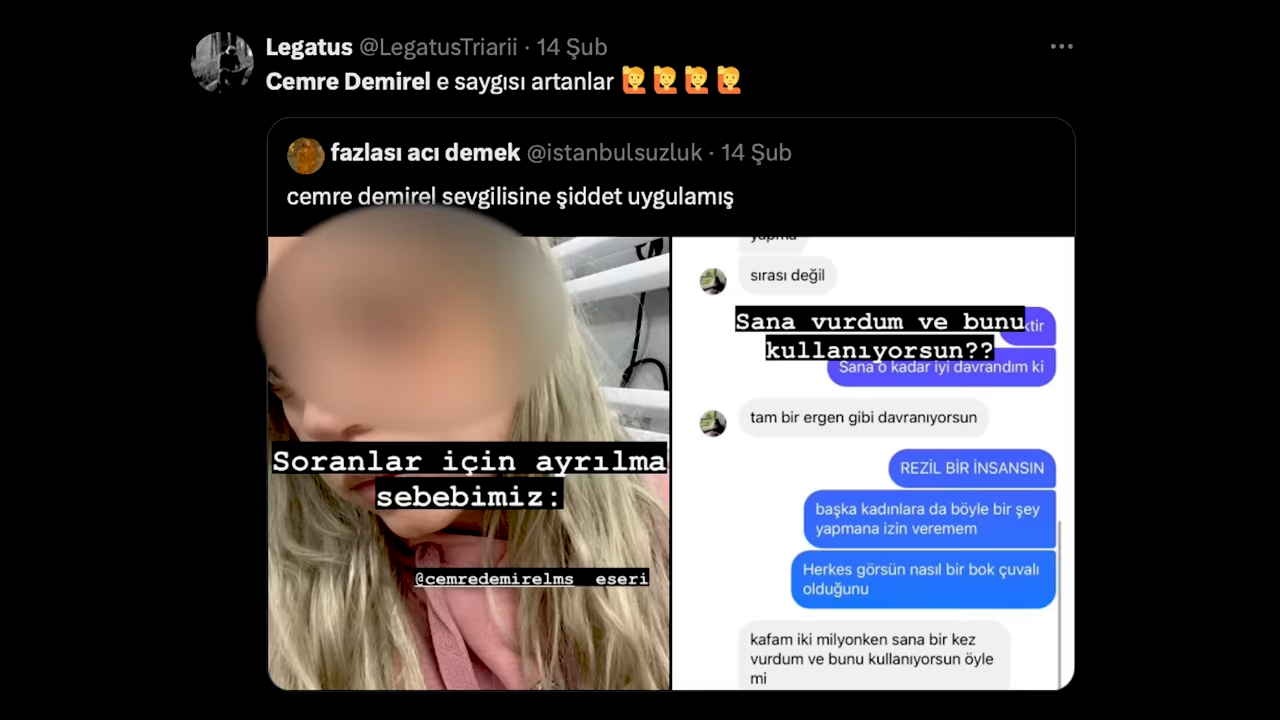 Legatus @LegatusTriarii · 14 Şub
Cemre Demirel e saygısı artanlar 🙋🙋🙋🙋
fazlası acı demek @istanbulsuzluk · 14 Şub
cemre demirel sevgilisine şiddet uygulamış
Soranlar için ayrılma
sebebimiz:
@cemredemirelms eseri
yapma
sırası değil
Sana vurdum ve bunu
kullanıyorsun??
Sana o kadar iyi davrandım ki
tam bir ergen gibi davranıyorsun
REZİL BİR İNSANSIN
başka kadınlara da böyle bir şey
yapmana izin veremem
Herkes görsün nasıl bir bok çuvalı
olduğunu
kafam iki milyonken sana bir kez
vurdum ve bunu kullanıyorsun öyle
mi